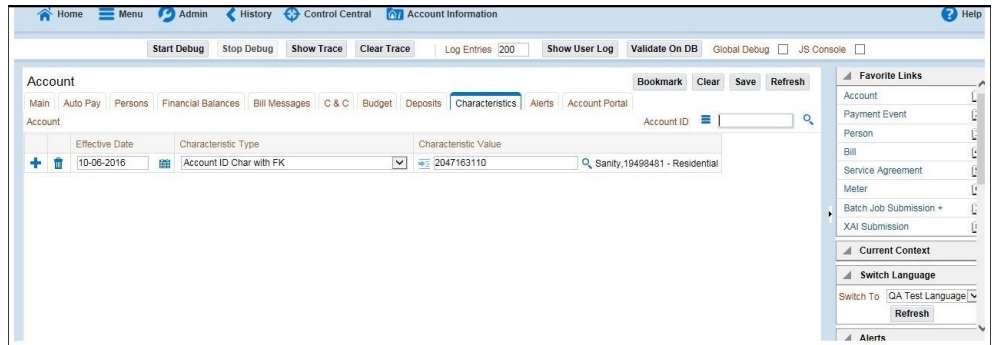 Home Menu Admin History Control Central Account Information Help
Start Debug Stop Debug Show Trace Clear Trace Log Entries 200 Show User Log Validate On DB Global Debug JS Console
Account Bookmark Clear Save Refresh
Main Auto Pay Persons Financial Balances Bill Messages C & C Budget Deposits Characteristics Alerts Account Portal
Account Account ID
Effective Date Characteristic Type Characteristic Value
10-06-2016 Account ID Char with FK 2047163110 Sanity,19498481 - Residential
Favorite Links
Account
Payment Event
Person
Bill
Service Agreement
Meter
Batch Job Submission +
XAI Submission
Current Context
Switch Language
Switch To QA Test Language
Refresh
Alerts